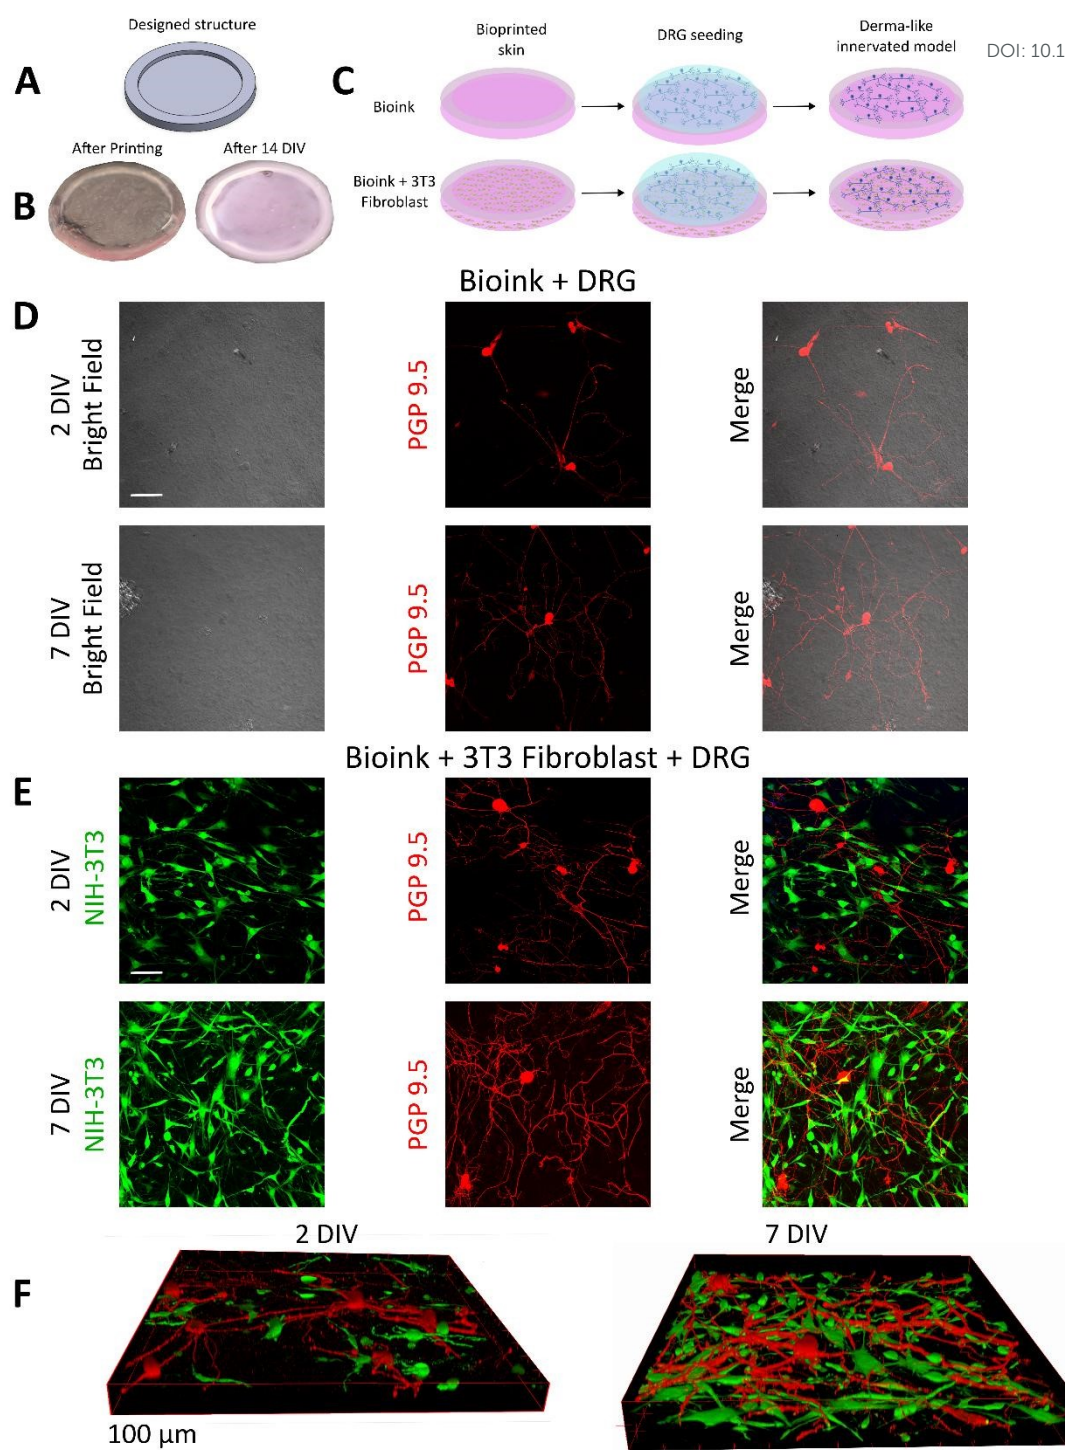 DOI: 10.1
A
Designed structure
B
After Printing
After 14 DIV
C
Bioprinted
skin
DRG seeding
Derma-like
innervated model
Bioink
Bioink + 3T3
Fibroblast
Bioink + DRG
D
2 DIV
Bright Field
PGP 9.5
Merge
7 DIV
Bright Field
PGP 9.5
Merge
Bioink + 3T3 Fibroblast + DRG
E
2 DIV
NIH-3T3
PGP 9.5
Merge
7 DIV
NIH-3T3
PGP 9.5
Merge
F
2 DIV
7 DIV
100 µm